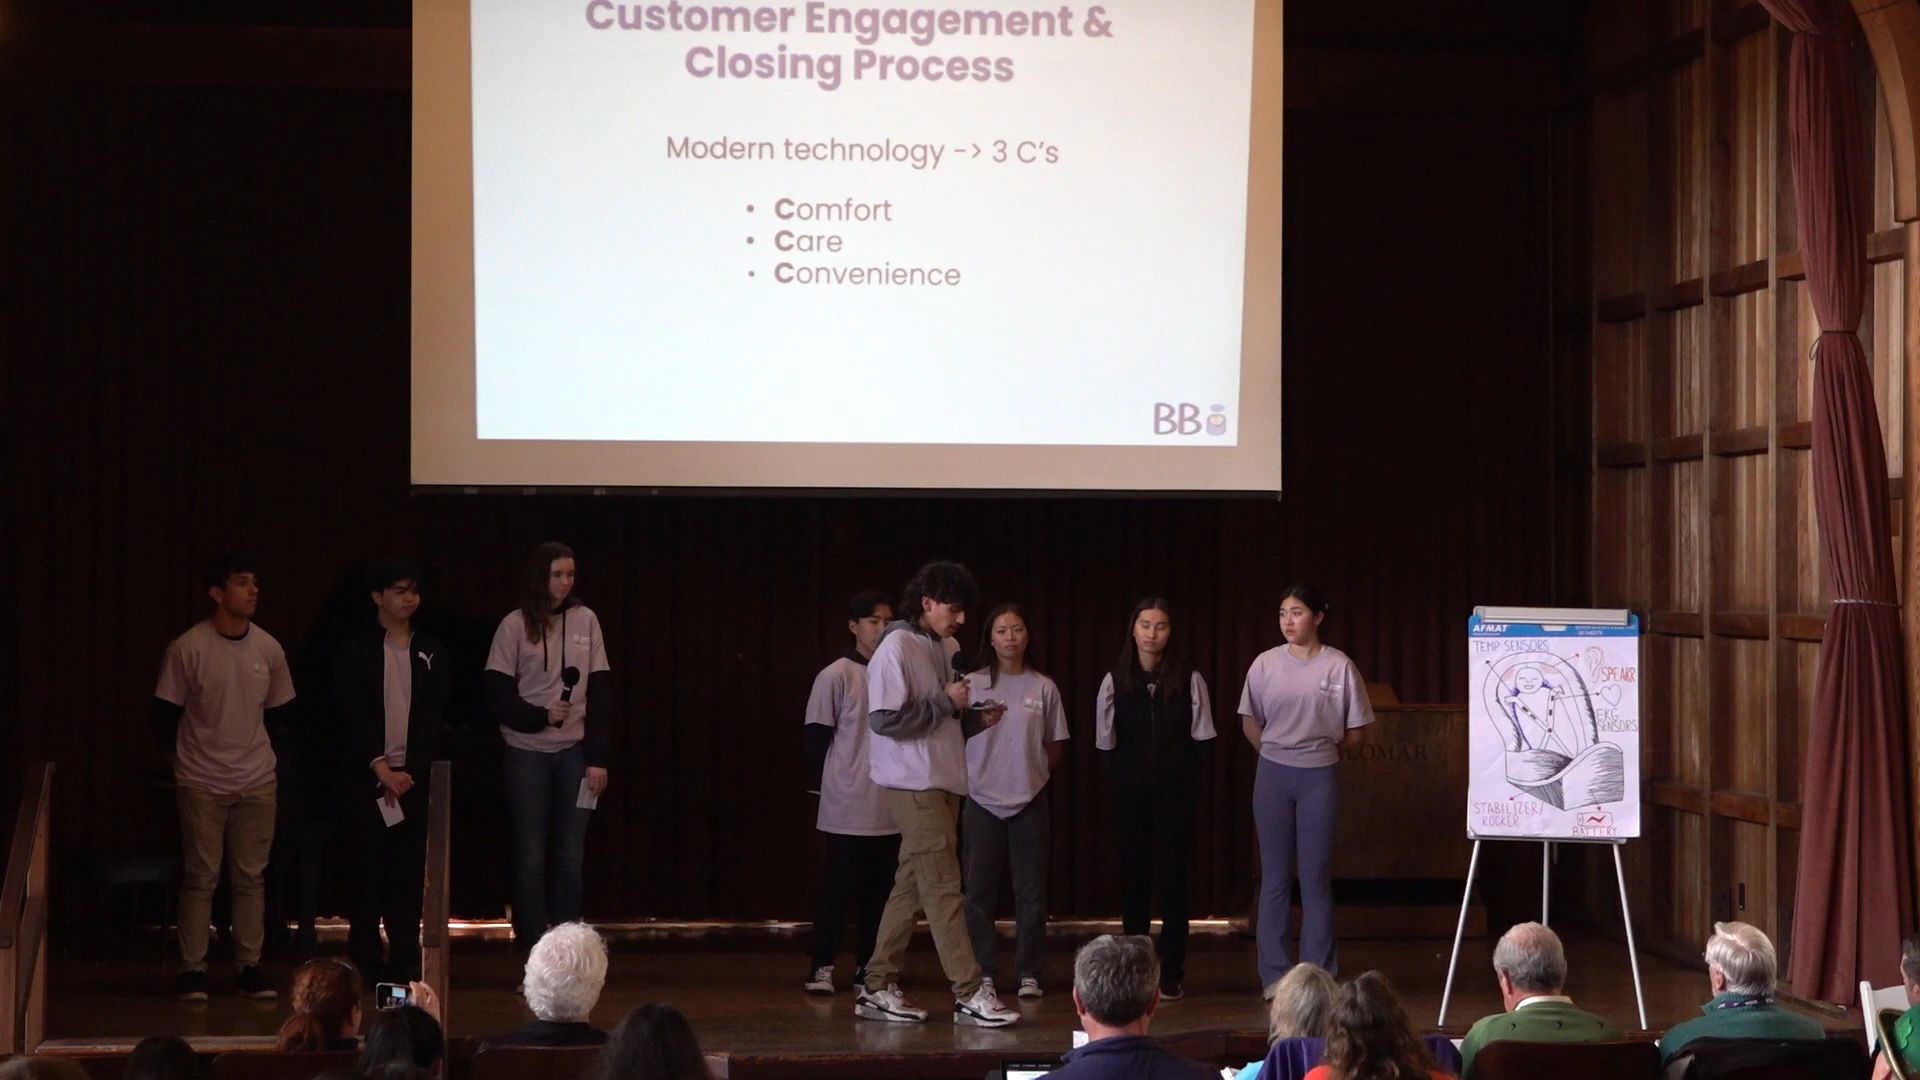 Customer Engagement &
Closing Process
Modern technology -> 3 C's
• Comfort
• Care
• Convenience
BB
AFMAT
TEMP SENSORS
SPEAKR
EKG
SENSORS
STABILIZER/
ROCKER
BATTERY